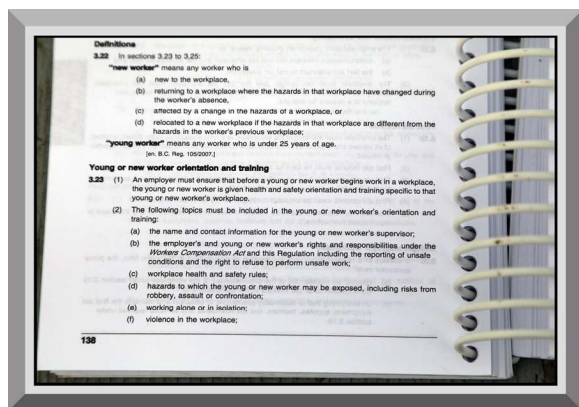 Definitions
3.22 In sections 3.23 to 3.25:
"new worker" means any worker who is
(a) new to the workplace,
(b) returning to a workplace where the hazards in that workplace have changed during
the worker's absence,
(c) affected by a change in the hazards of a workplace, or
(d) relocated to a new workplace if the hazards in that workplace are different from the
hazards in the worker's previous workplace;
"young worker" means any worker who is under 25 years of age.
[en. B.C. Reg. 105/2007.]
Young or new worker orientation and training
3.23 (1) An employer must ensure that before a young or new worker begins work in a workplace,
the young or new worker is given health and safety orientation and training specific to that
young or new worker's workplace.
(2) The following topics must be included in the young or new worker's orientation and
training:
(a) the name and contact information for the young or new worker's supervisor;
(b) the employer's and young or new worker's rights and responsibilities under the
Workers Compensation Act and this Regulation including the reporting of unsafe
conditions and the right to refuse to perform unsafe work;
(c) workplace health and safety rules;
(d) hazards to which the young or new worker may be exposed, including risks from
robbery, assault or confrontation;
(e) working alone or in isolation;
(f) violence in the workplace;
138